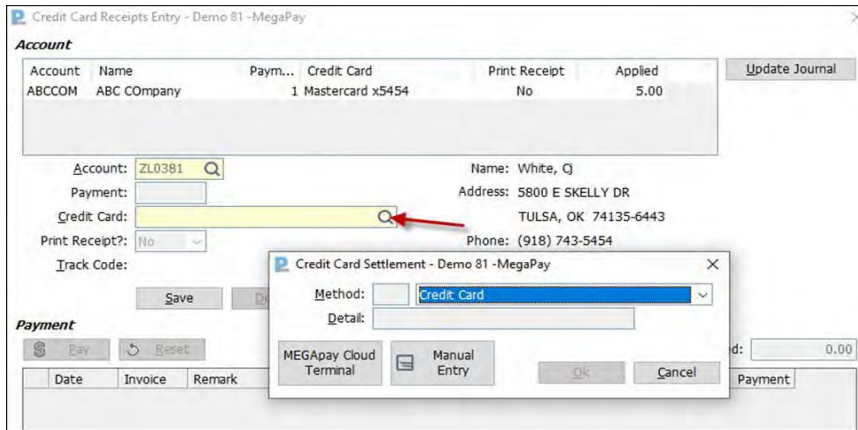 Credit Card Receipts Entry - Demo 81 -MegaPay
Account
Account Name Paym... Credit Card Print Receipt Applied
Update Journal
ABCCOM ABC COmpany 1 Mastercard x5454 No 5.00
Account: ZL0381 Name: White, Cj
Payment: Address: 5800 E SKELLY DR
Credit Card: TULSA, OK 74135-6443
Print Receipt?: No Phone: (918) 743-5454
Track Code:
Credit Card Settlement - Demo 81 -MegaPay
Method: Credit Card
Detail:
MEGApay Cloud Terminal
Manual Entry
Ok Cancel
Save
Payment
Pay Reset d: 0.00
Date Invoice Remark Payment